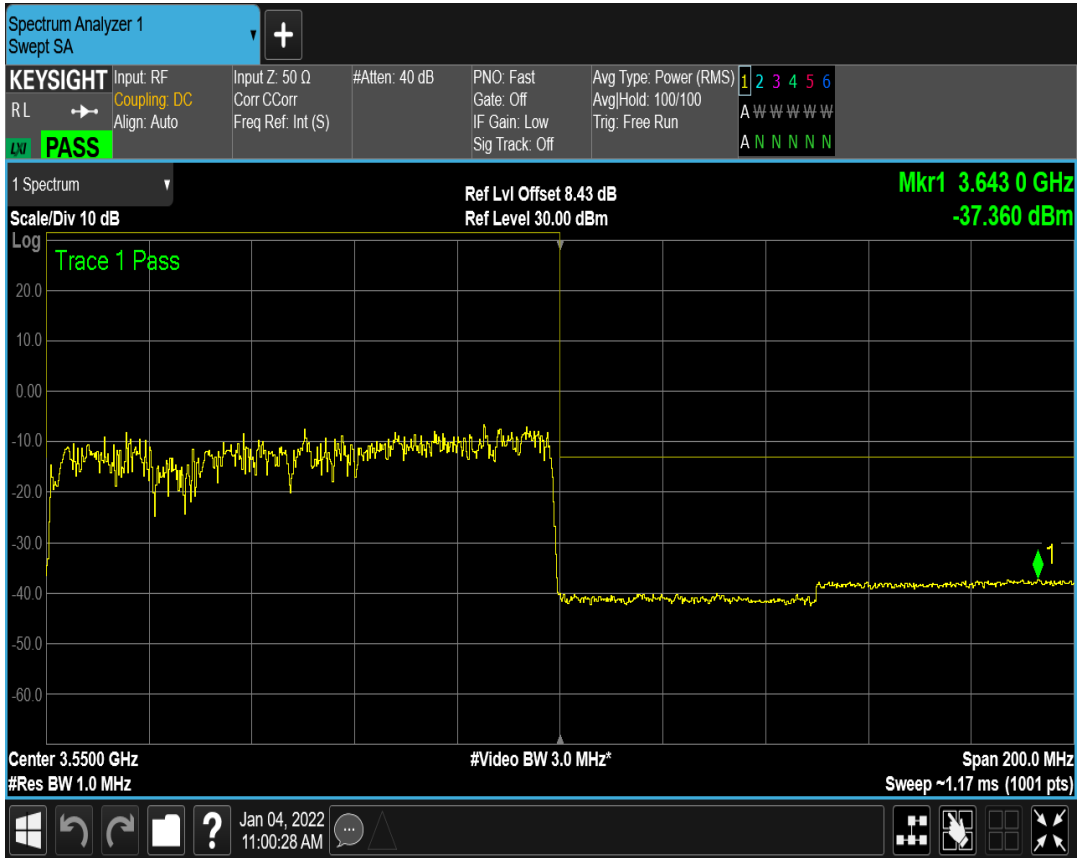 Spectrum Analyzer 1
Swept SA
+
KEYSIGHT
RL
LXI PASS
Input: RF
Coupling: DC
Align: Auto
Input Z: 50 Ω
Corr CCorr
Freq Ref: Int (S)
#Atten: 40 dB
PNO: Fast
Gate: Off
IF Gain: Low
Sig Track: Off
Avg Type: Power (RMS)
Avg|Hold: 100/100
Trig: Free Run
1 2 3 4 5 6
A W W W W W
A N N N N N
1 Spectrum
Scale/Div 10 dB
Ref Lvl Offset 8.43 dB
Ref Level 30.00 dBm
Mkr1 3.643 0 GHz
-37.360 dBm
Log
Trace 1 Pass
20.0
10.0
0.00
-10.0
-20.0
-30.0
1
-40.0
-50.0
-60.0
Center 3.5500 GHz
#Res BW 1.0 MHz
#Video BW 3.0 MHz*
Span 200.0 MHz
Sweep ~1.17 ms (1001 pts)
?
Jan 04, 2022
11:00:28 AM